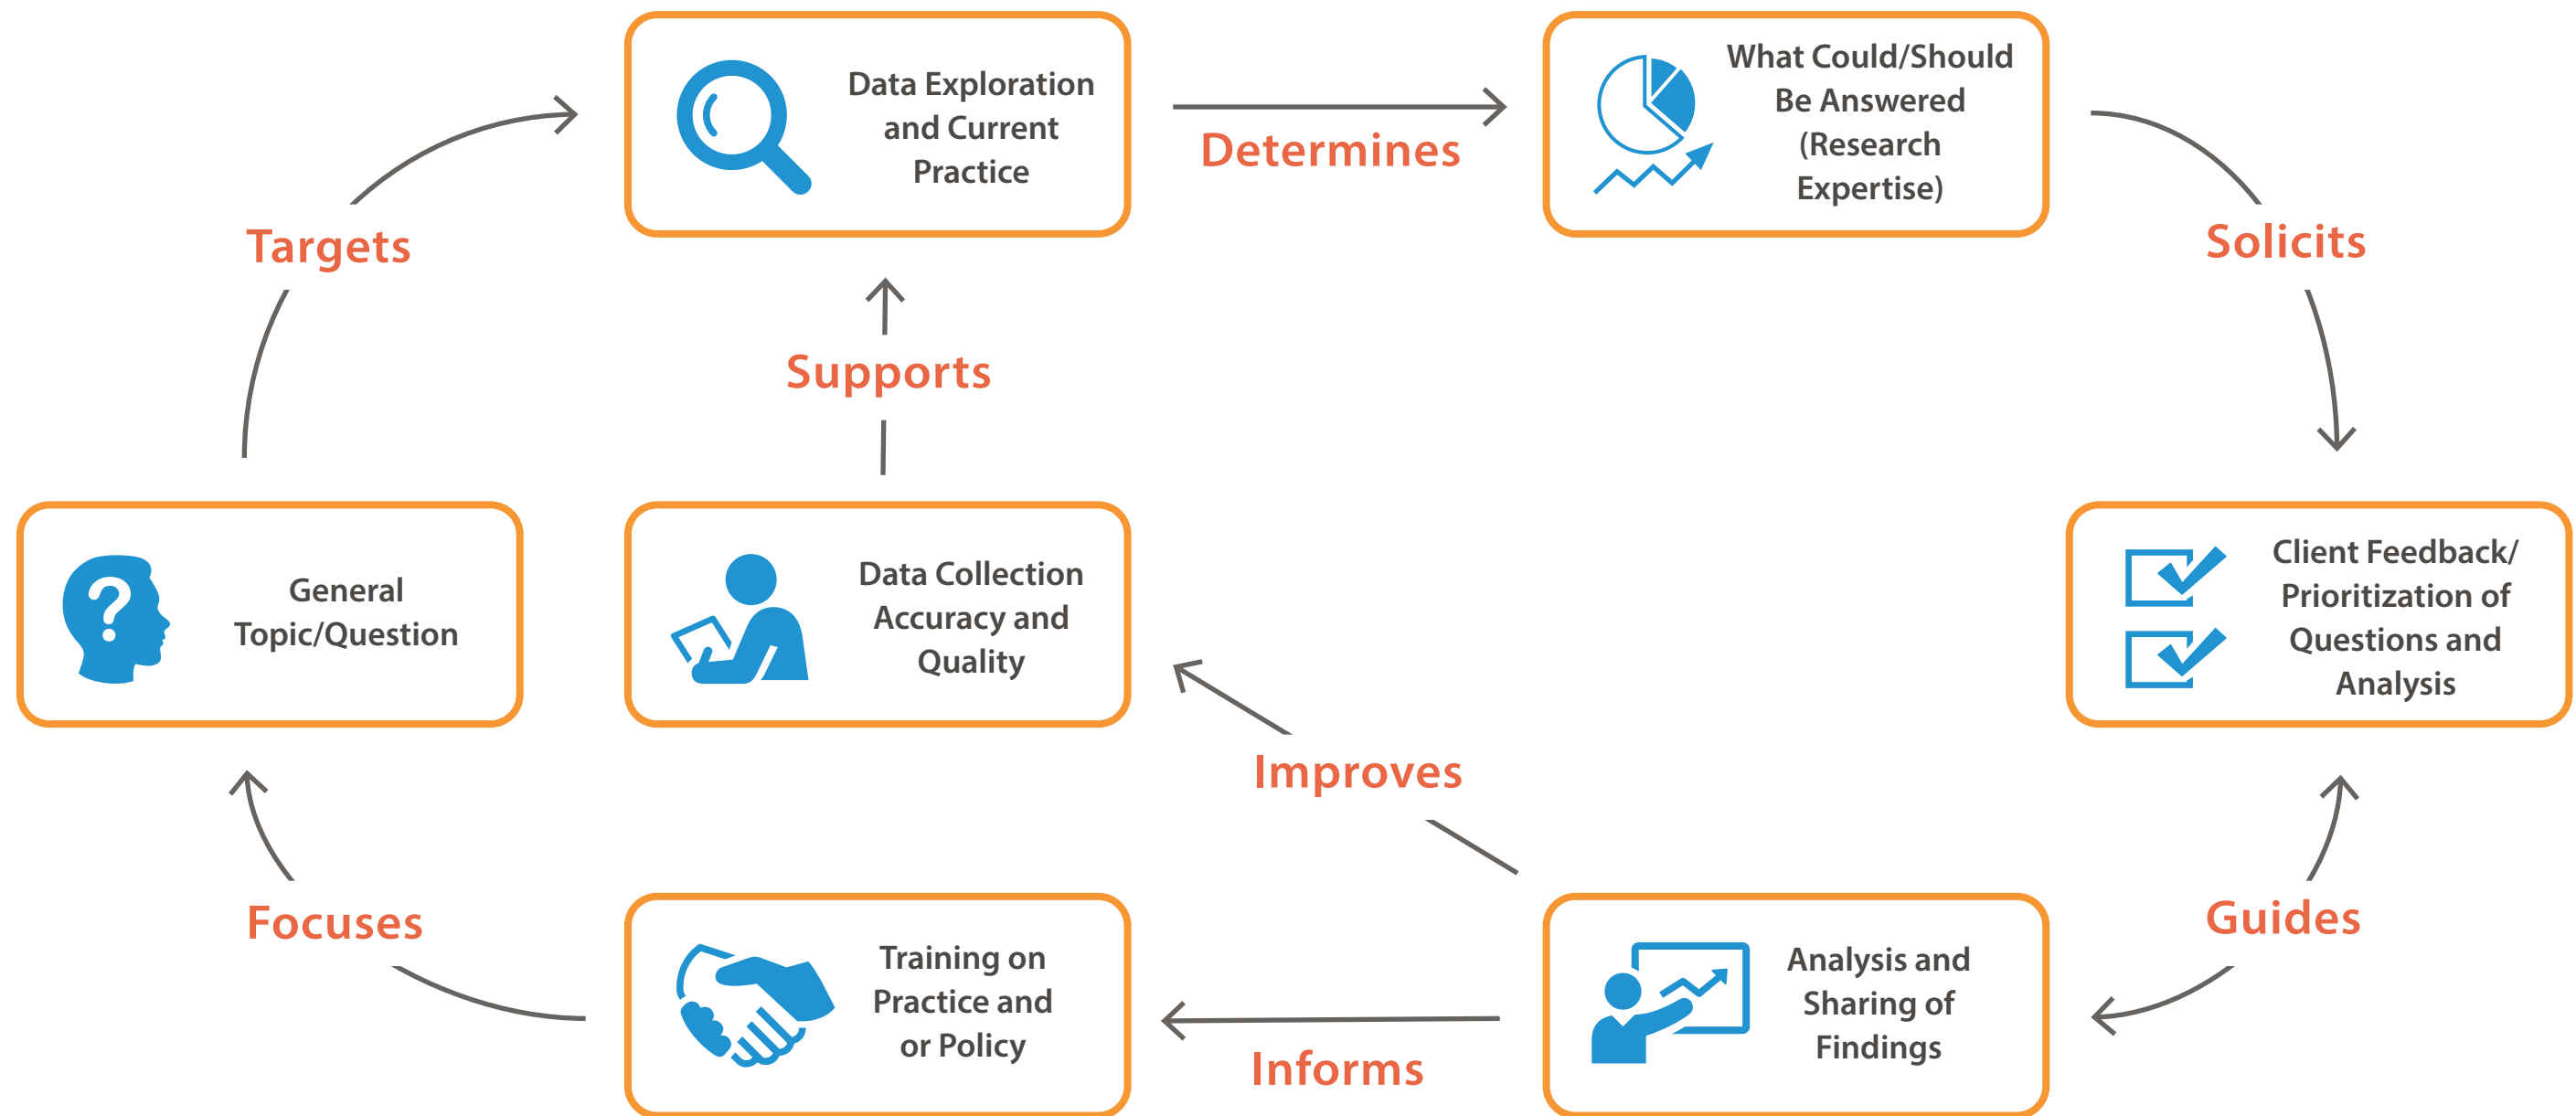 Data Exploration
and Current
Practice
Determines
What Could/Should
Be Answered
(Research
Expertise)
Targets
Solicits
Supports
General
Topic/Question
Data Collection
Accuracy and
Quality
Client Feedback/
Prioritization of
Questions and
Analysis
Improves
Focuses
Guides
Training on
Practice and
or Policy
Informs
Analysis and
Sharing of
Findings